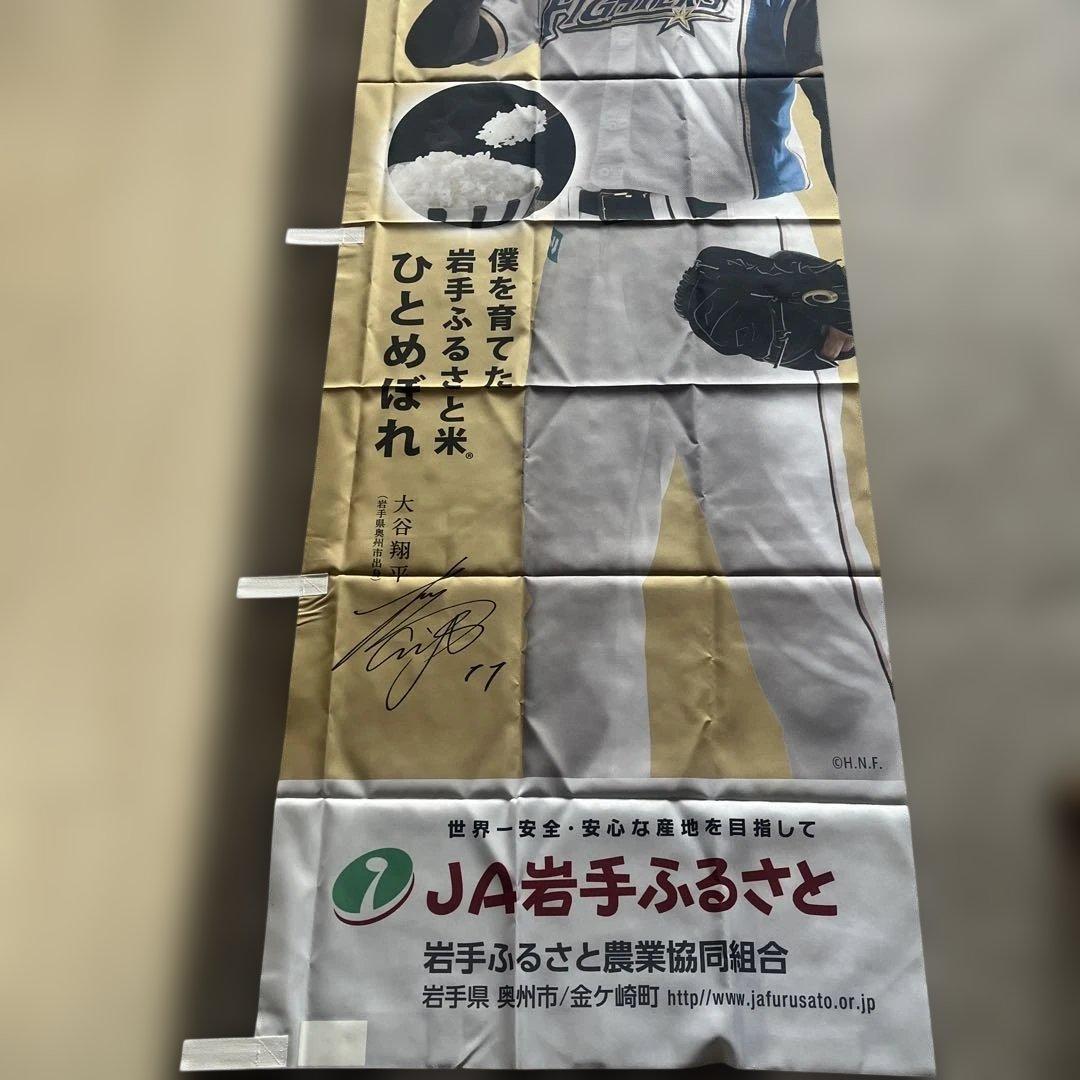 FIGHTERS
僕を育てた
岩手ふるさと米®
ひとめぼれ
大谷翔平
（岩手県奥州市出身）
17
©H.N.F.
世界一安全・安心な産地を目指して
JA岩手ふるさと
岩手ふるさと農業協同組合
岩手県 奥州市/金ケ崎町 http//www.jafurusato.or.jp